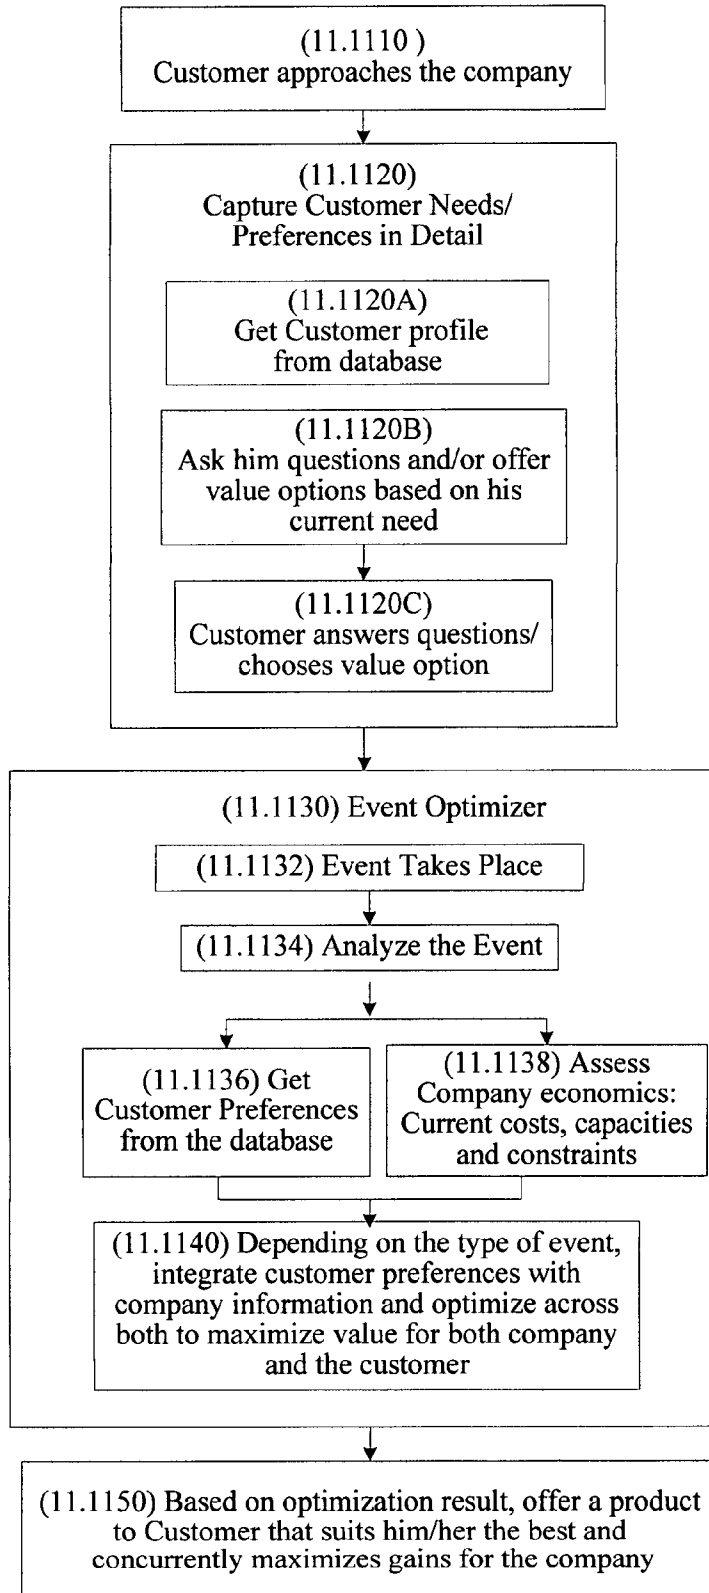 (11.1110 )
Customer approaches the company
(11.1120)
Capture Customer Needs/
Preferences in Detail
(11.1120A)
Get Customer profile
from database
(11.1120B)
Ask him questions and/or offer
value options based on his
current need
(11.1120C)
Customer answers questions/
chooses value option
(11.1130) Event Optimizer
(11.1132) Event Takes Place
(11.1134) Analyze the Event
(11.1136) Get
Customer Preferences
from the database
(11.1138) Assess
Company economics:
Current costs, capacities
and constraints
(11.1140) Depending on the type of event,
integrate customer preferences with
company information and optimize across
both to maximize value for both company
and the customer
(11.1150) Based on optimization result, offer a product
to Customer that suits him/her the best and
concurrently maximizes gains for the company